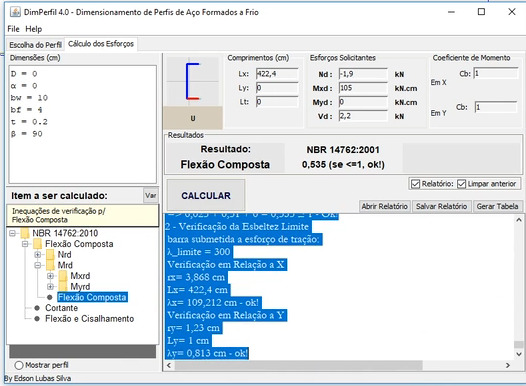 DimPerfil 4.0 - Dimensionamento de Perfis de Aço Formados a Frio
File Help
Escolha do Perfil Cálculo dos Esforços
Dimensões (cm)
D = 0
α = 0
bw = 10
bf = 4
t = 0.2
β = 90
Item a ser calculado: Var
Inequações de verificação p/
Flexão Composta
NBR 14762:2010
Flexão Composta
Nrd
Mrd
Mxrd
Myrd
Flexão Composta
Cortante
Flexão e Cisalhamento
Mostrar perfil
By Edson Lubas Silva
U
Comprimentos (cm)
Lx: 422,4
Ly: 0
Lt: 0
Esforços Solicitantes
Nd : -1,9 kN
Mxd : 105 kN.cm
Myd : 0 kN.cm
Vd : 2,2 kN
Coeficiente de Momento
Em X Cb: 1
Em Y Cb: 1
Resultados
Resultado: NBR 14762:2001
Flexão Composta 0,535 (se <=1, ok!)
CALCULAR
Relatório: Limpar anterior
Abrir Relatório Salvar Relatório Gerar Tabela
2 - Verificação da Esbeltez Limite
barra submetida a esforço de tração:
λ_limite = 300
Verificação em Relação a X
rx= 3,868 cm
Lx= 422,4 cm
λx= 109,212 cm - ok!
Verificação em Relação a Y
ry= 1,23 cm
Ly= 1 cm
λy= 0,813 cm - ok!